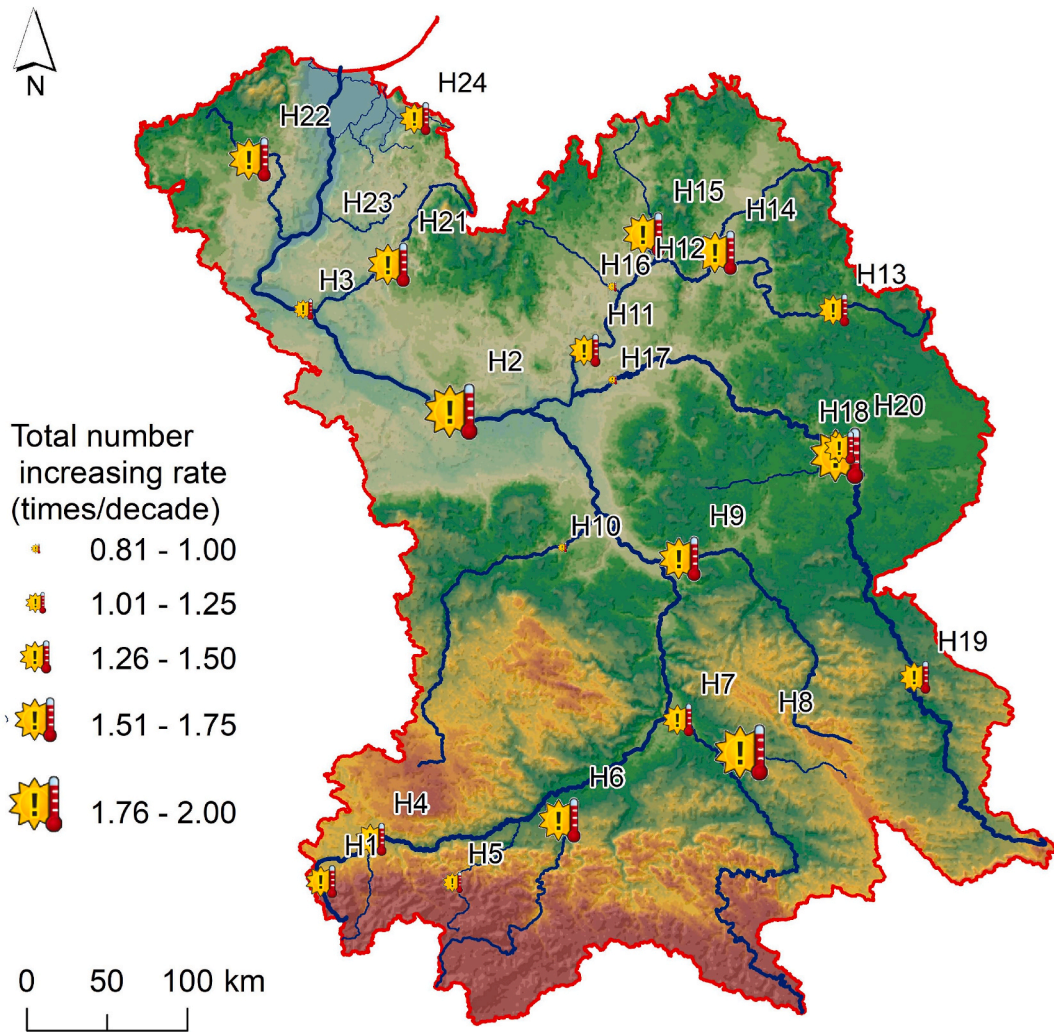 N
H24
H22
H15
H23
H14
H21
H12
H16
H3
H13
H11
H2
H17
H18
H20
Total number
increasing rate
(times/decade)
0.81 - 1.00
1.01 - 1.25
1.26 - 1.50
1.51 - 1.75
1.76 - 2.00
H10
H9
H19
H7
H8
H6
H4
H1
H5
0 50 100 km